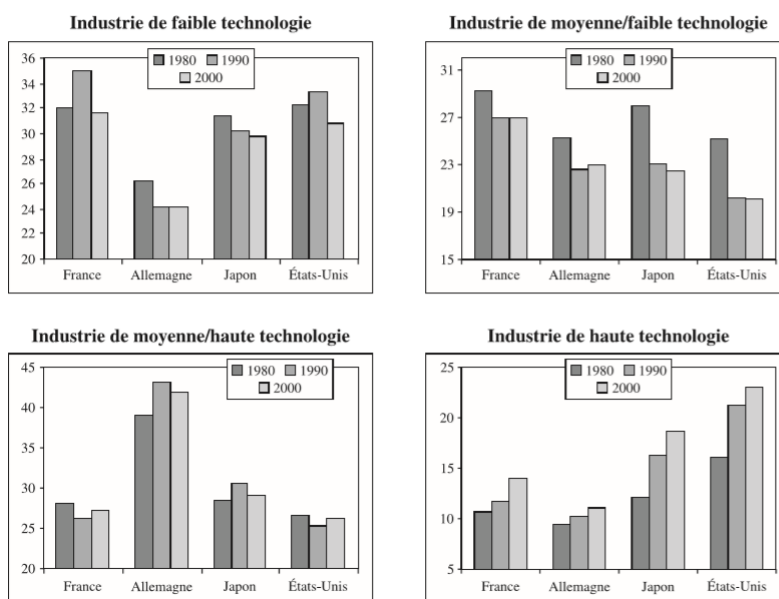 Industrie de faible technologie
36
34
32
30
28
26
24
22
20
1980
1990
2000
France
Allemagne
Japon
États-Unis
Industrie de moyenne/faible technologie
31
27
23
19
15
1980
1990
2000
France
Allemagne
Japon
États-Unis
Industrie de moyenne/haute technologie
45
40
35
30
25
20
1980
1990
2000
France
Allemagne
Japon
États-Unis
Industrie de haute technologie
25
20
15
10
5
1980
1990
2000
France
Allemagne
Japon
États-Unis